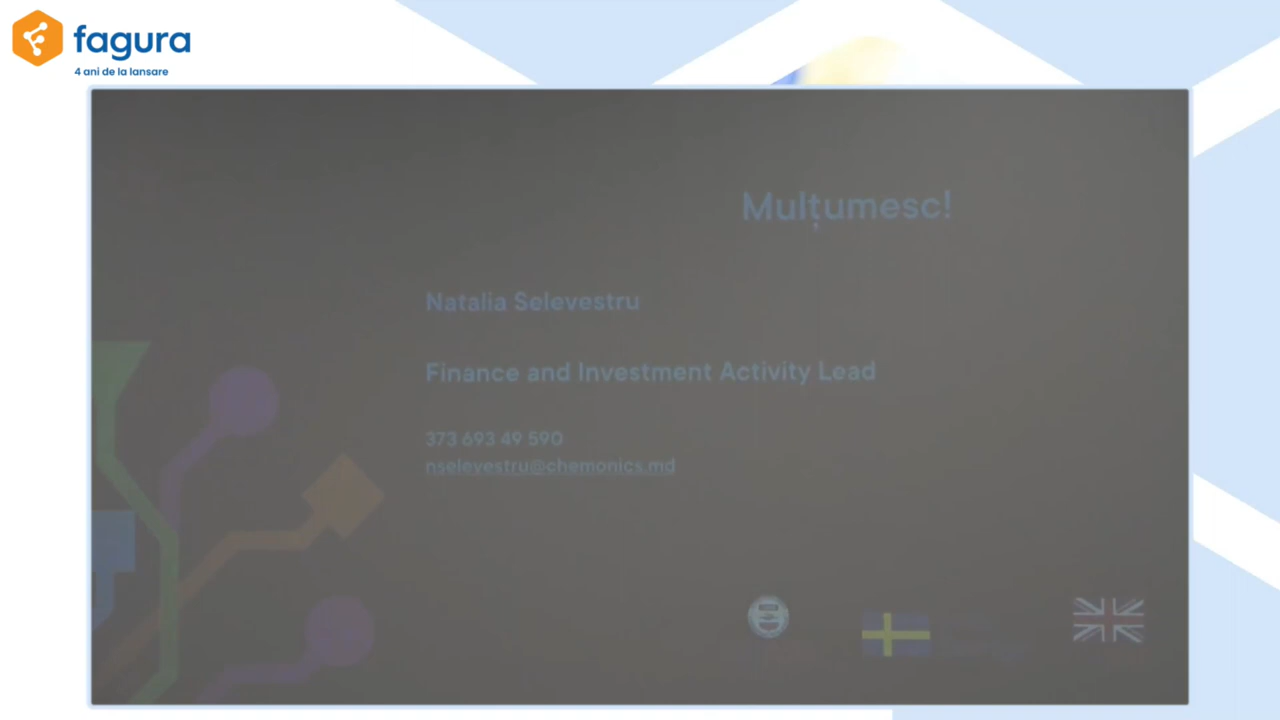 fagura
4 ani de la lansare
Mulțumesc!
Natalia Selevestru
Finance and Investment Activity Lead
373 693 49 590
nselevestru@chemonics.md